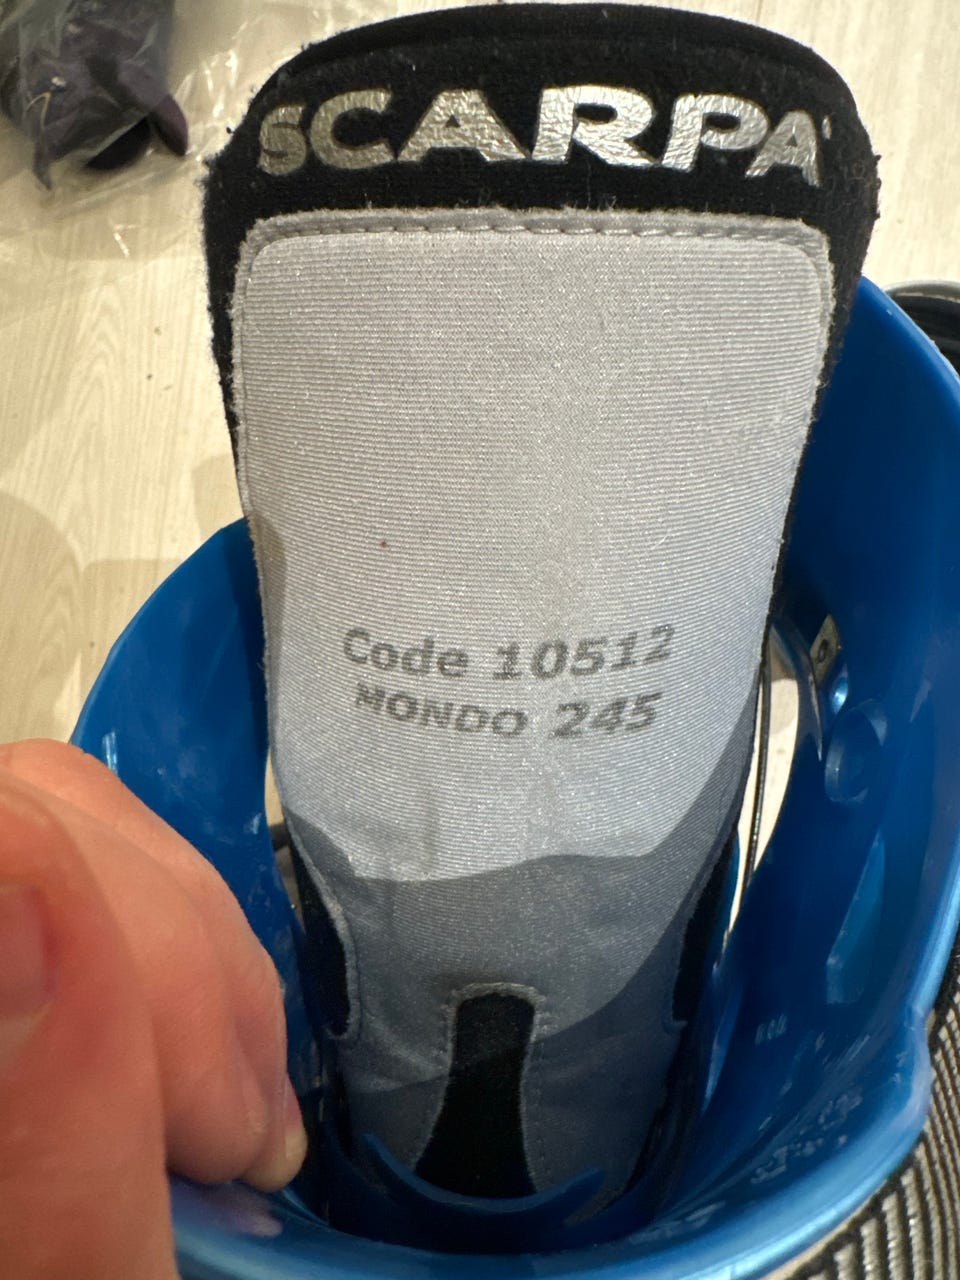 SCARPA
Code 10512
MONDO 245